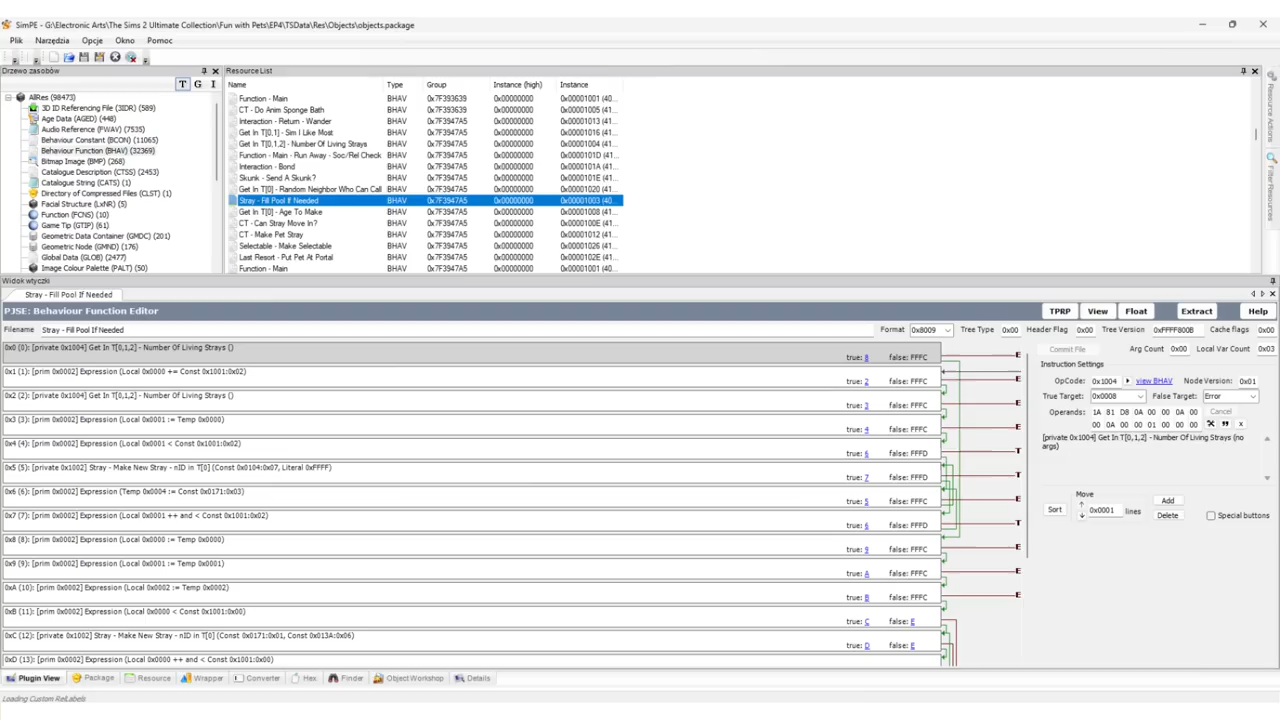 SimPE - G:\Electronic Arts\The Sims 2 Ultimate Collection\Fun with Pets\EP4\TSData\Res\Objects\objects.package
Plik Narzędzia Opcje Okno Pomoc
Drzewo zasobów
T G I
AllRes (98473)
3D ID Referencing File (3IDR) (589)
Age Data (AGED) (448)
Audio Reference (FWAV) (7535)
Behaviour Constant (BCON) (11065)
Behaviour Function (BHAV) (32369)
Bitmap Image (BMP) (268)
Catalogue Description (CTSS) (2453)
Catalogue String (CATS) (1)
Directory of Compressed Files (CLST) (1)
Facial Structure (LxNR) (5)
Function (FCNS) (10)
Game Tip (GTIP) (61)
Geometric Data Container (GMDC) (201)
Geometric Node (GMND) (176)
Global Data (GLOB) (2477)
Image Colour Palette (PALT) (50)
Resource List
Name Type Group Instance (high) Instance
Function - Main BHAV 0x7F393639 0x00000000 0x00001001 (40...
CT - Do Anim Sponge Bath BHAV 0x7F393639 0x00000000 0x00001005 (41...
Interaction - Return - Wander BHAV 0x7F3947A5 0x00000000 0x00001013 (41...
Get In T[0,1] - Sim I Like Most BHAV 0x7F3947A5 0x00000000 0x00001016 (41...
Get In T[0,1,2] - Number Of Living Strays BHAV 0x7F3947A5 0x00000000 0x00001004 (41...
Function - Main - Run Away - Soc/Rel Check BHAV 0x7F3947A5 0x00000000 0x0000101D (41...
Interaction - Bond BHAV 0x7F3947A5 0x00000000 0x0000101A (41...
Skunk - Send A Skunk? BHAV 0x7F3947A5 0x00000000 0x0000101E (41...
Get In T[0] - Random Neighbor Who Can Call BHAV 0x7F3947A5 0x00000000 0x00001020 (41...
Stray - Fill Pool If Needed BHAV 0x7F3947A5 0x00000000 0x00001003 (40...
Get In T[0] - Age To Make BHAV 0x7F3947A5 0x00000000 0x00001008 (41...
CT - Can Stray Move In? BHAV 0x7F3947A5 0x00000000 0x0000100E (41...
CT - Make Pet Stray BHAV 0x7F3947A5 0x00000000 0x00001012 (41...
Selectable - Make Selectable BHAV 0x7F3947A5 0x00000000 0x00001026 (41...
Last Resort - Put Pet At Portal BHAV 0x7F3947A5 0x00000000 0x0000102E (41...
Function - Main BHAV 0x7F3947A5 0x00000000 0x00001001 (40...
Resource Actions
Filter Resources
Widok wtyczki
Stray - Fill Pool If Needed
PJSE: Behaviour Function Editor TPRP View Float Extract Help
Filename Stray - Fill Pool If Needed Format 0x8009 Tree Type 0x00 Header Flag 0x00 Tree Version 0xFFFF800B Cache flags 0x00
0x0 (0): [private 0x1004] Get In T[0,1,2] - Number Of Living Strays ()
true: 8 false: FFFC E
0x1 (1): [prim 0x0002] Expression (Local 0x0000 += Const 0x1001:0x02)
true: 2 false: FFFC E
0x2 (2): [private 0x1004] Get In T[0,1,2] - Number Of Living Strays ()
true: 3 false: FFFC E
0x3 (3): [prim 0x0002] Expression (Local 0x0001 := Temp 0x0000)
true: 4 false: FFFC E
0x4 (4): [prim 0x0002] Expression (Local 0x0001 < Const 0x1001:0x02)
true: 6 false: FFFD T
0x5 (5): [private 0x1002] Stray - Make New Stray - nID in T[0] (Const 0x0104:0x07, Literal 0xFFFF)
true: 7 false: FFFD T
0x6 (6): [prim 0x0002] Expression (Temp 0x0004 := Const 0x0171:0x03)
true: 5 false: FFFC E
0x7 (7): [prim 0x0002] Expression (Local 0x0001 ++ and < Const 0x1001:0x02)
true: 6 false: FFFD T
0x8 (8): [prim 0x0002] Expression (Local 0x0000 := Temp 0x0000)
true: 9 false: FFFC E
0x9 (9): [prim 0x0002] Expression (Local 0x0001 := Temp 0x0001)
true: A false: FFFC E
0xA (10): [prim 0x0002] Expression (Local 0x0002 := Temp 0x0002)
true: B false: FFFC E
0xB (11): [prim 0x0002] Expression (Local 0x0000 < Const 0x1001:0x00)
true: C false: E
0xC (12): [private 0x1002] Stray - Make New Stray - nID in T[0] (Const 0x0171:0x01, Const 0x013A:0x06)
true: D false: E
0xD (13): [prim 0x0002] Expression (Local 0x0000 ++ and < Const 0x1001:0x00)
Commit File Arg Count 0x00 Local Var Count 0x03
Instruction Settings
OpCode: 0x1004 view BHAV Node Version: 0x01
True Target: 0x0008 False Target: Error
Operands: 1A 81 D8 0A 00 00 0A 00 Cancel
00 0A 00 00 01 00 00 00 x
[private 0x1004] Get In T[0,1,2] - Number Of Living Strays (no
args)
Move
Sort 0x0001 lines Add
Delete Special buttons
Plugin View Package Resource Wrapper Converter Hex Finder Object Workshop Details
Loading Custom RelLabels